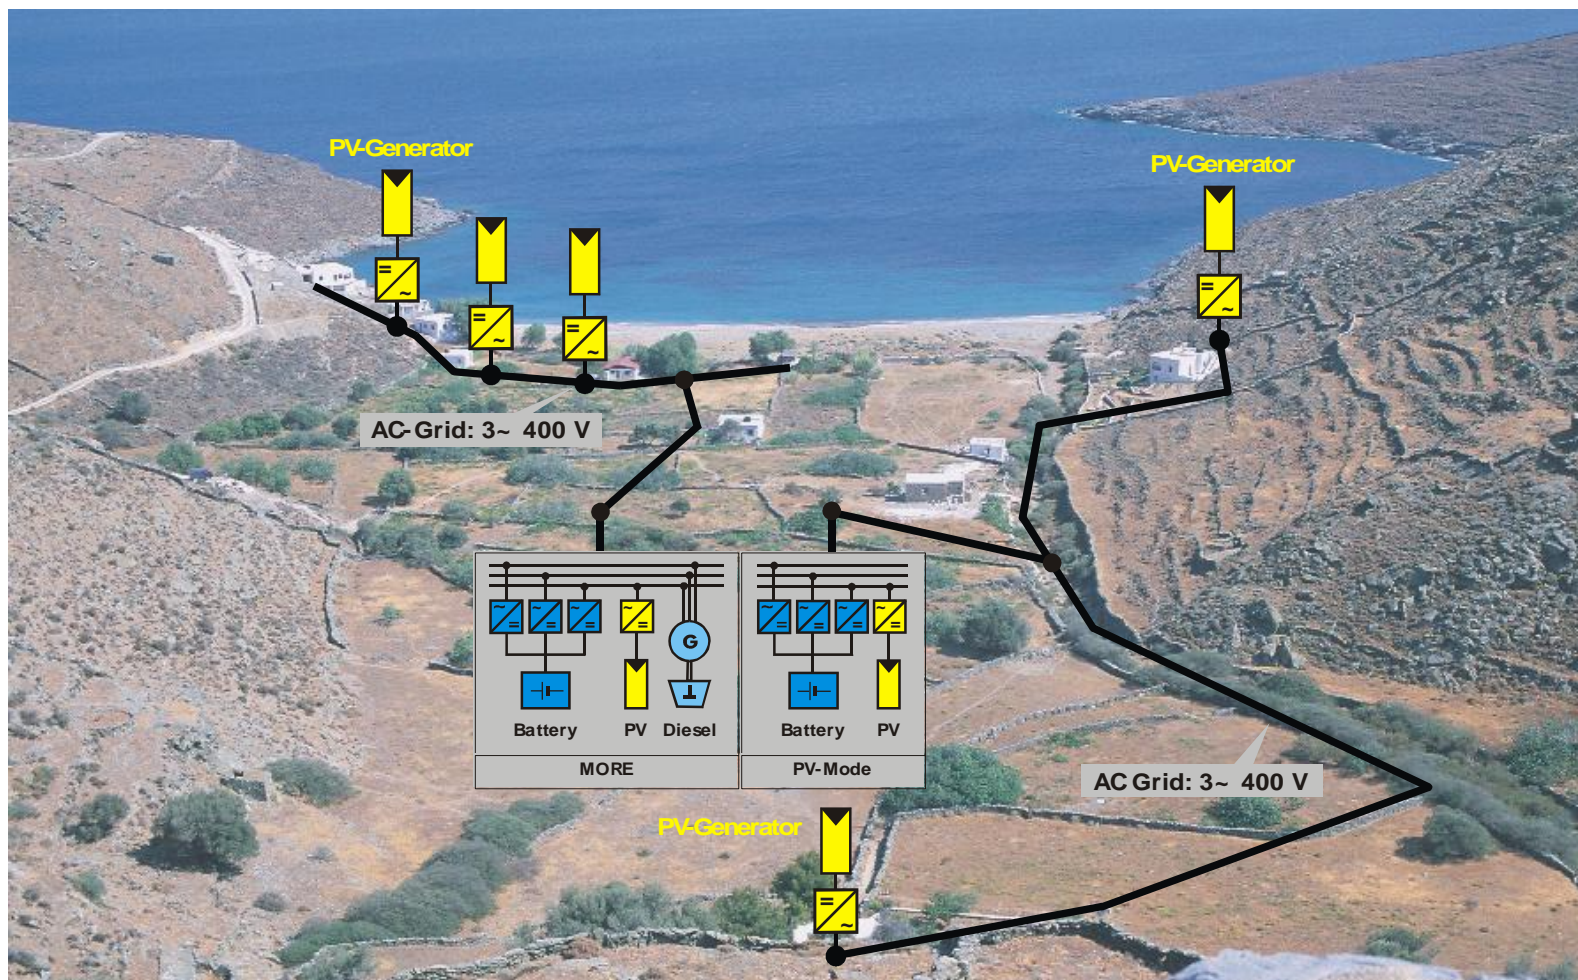 PV-Generator
PV-Generator
=
~
=
~
=
~
=
~
AC-Grid: 3~ 400 V
~
=
~
=
~
=
~
=
G
~
=
~
=
~
=
~
=
Battery PV Diesel
Battery PV
MORE
PV-Mode
AC Grid: 3~ 400 V
PV-Generator
=
~